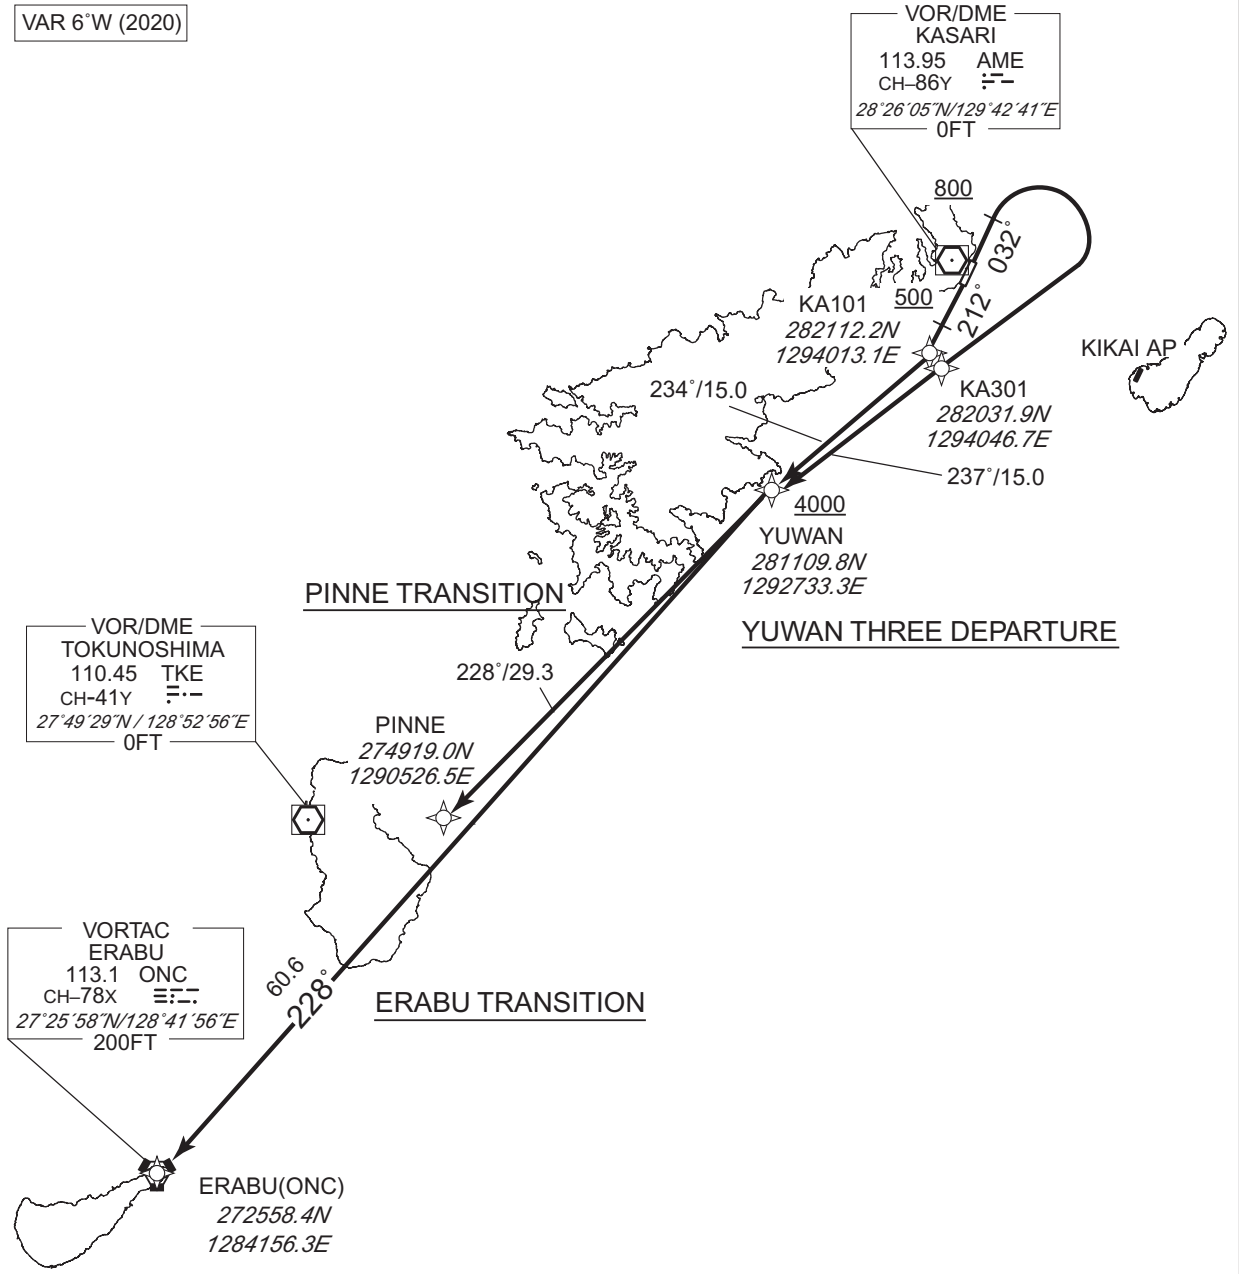 VAR 6°W (2020)
VOR/DME
KASARI
113.95 AME
CH–86Y
28°26´05˝N/129°42´41˝E
0FT
800
032°
500
212°
KA101
282112.2N
1294013.1E
KIKAI AP
KA301
282031.9N
1294046.7E
234°/15.0
237°/15.0
4000
YUWAN
281109.8N
1292733.3E
PINNE TRANSITION
YUWAN THREE DEPARTURE
VOR/DME
TOKUNOSHIMA
110.45 TKE
CH-41Y
27°49´29˝N / 128°52´56˝E
0FT
228°/29.3
PINNE
274919.0N
1290526.5E
VORTAC
ERABU
113.1 ONC
CH–78X
27°25´58˝N/128°41´56˝E
200FT
60.6
228°
ERABU TRANSITION
ERABU(ONC)
272558.4N
1284156.3E